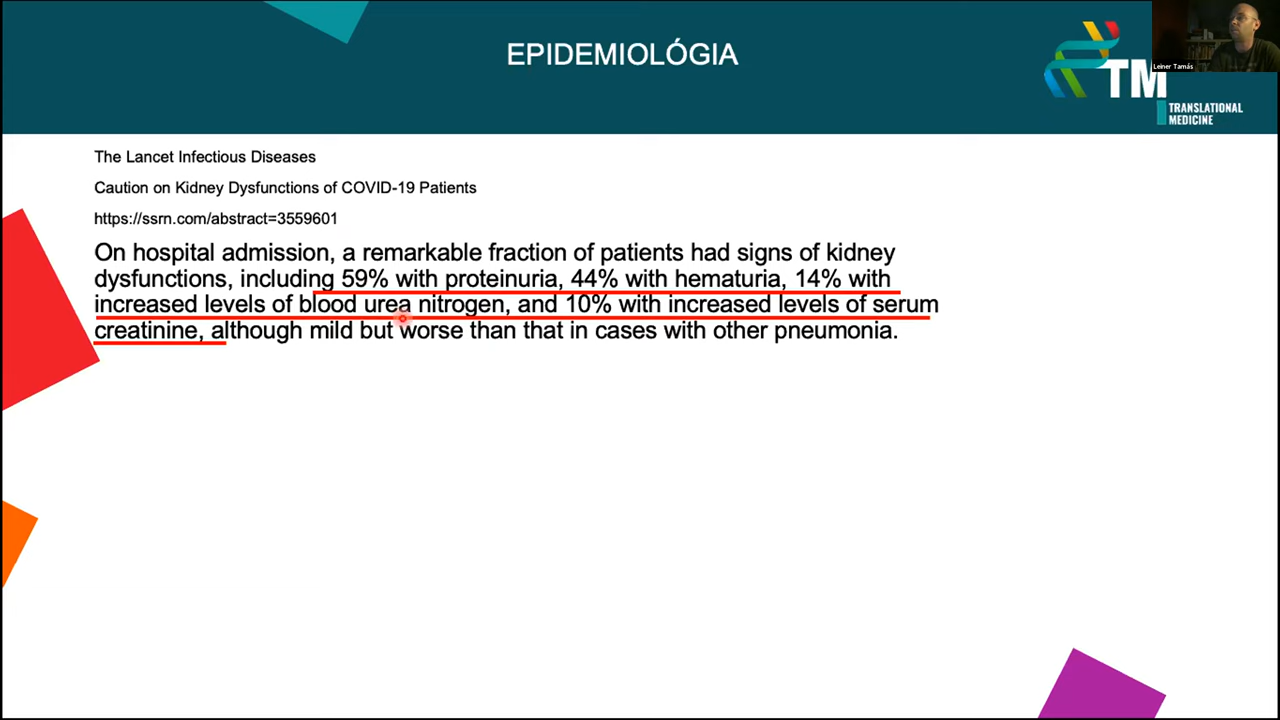 EPIDEMIOLÓGIA
TM
TRANSLATIONAL
MEDICINE
Leiner Tamás
The Lancet Infectious Diseases
Caution on Kidney Dysfunctions of COVID-19 Patients
https://ssrn.com/abstract=3559601
On hospital admission, a remarkable fraction of patients had signs of kidney
dysfunctions, including 59% with proteinuria, 44% with hematuria, 14% with
increased levels of blood urea nitrogen, and 10% with increased levels of serum
creatinine, although mild but worse than that in cases with other pneumonia.